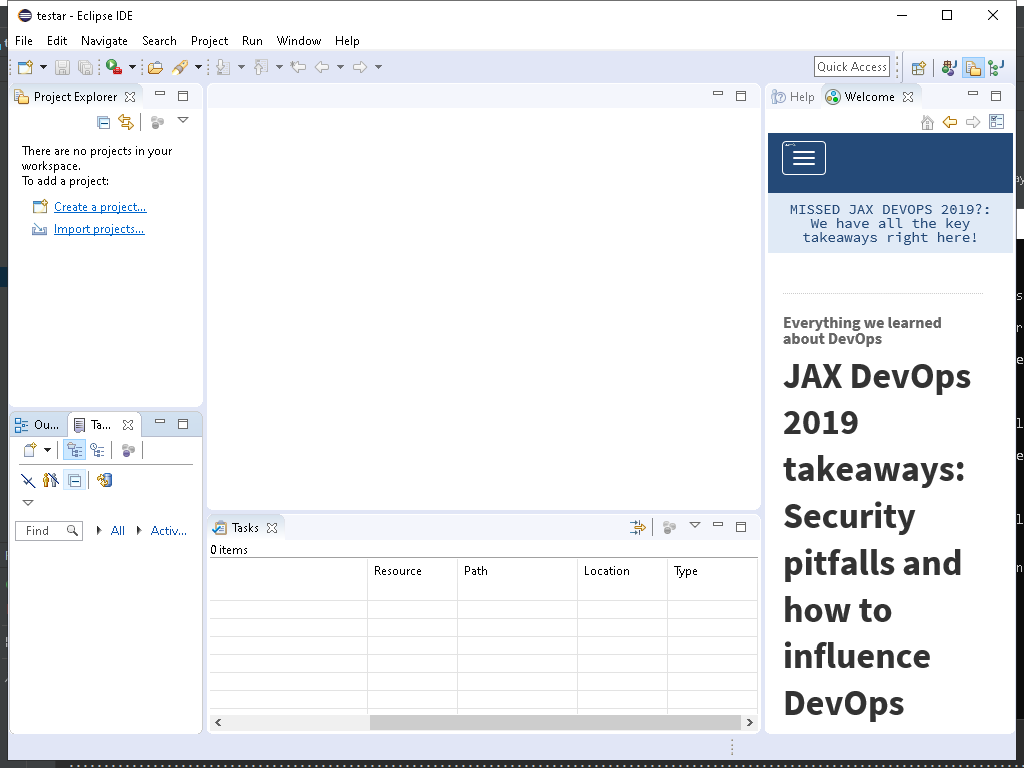 testar - Eclipse IDE
File Edit Navigate Search Project Run Window Help
Quick Access
Project Explorer
There are no projects in your
workspace.
To add a project:
Create a project...
Import projects...
Ou...
Ta...
Find
All
Activ...
Tasks
0 items
Resource Path Location Type
Help
Welcome
MISSED JAX DEVOPS 2019?:
We have all the key
takeaways right here!
Everything we learned
about DevOps
JAX DevOps
2019
takeaways:
Security
pitfalls and
how to
influence
DevOps